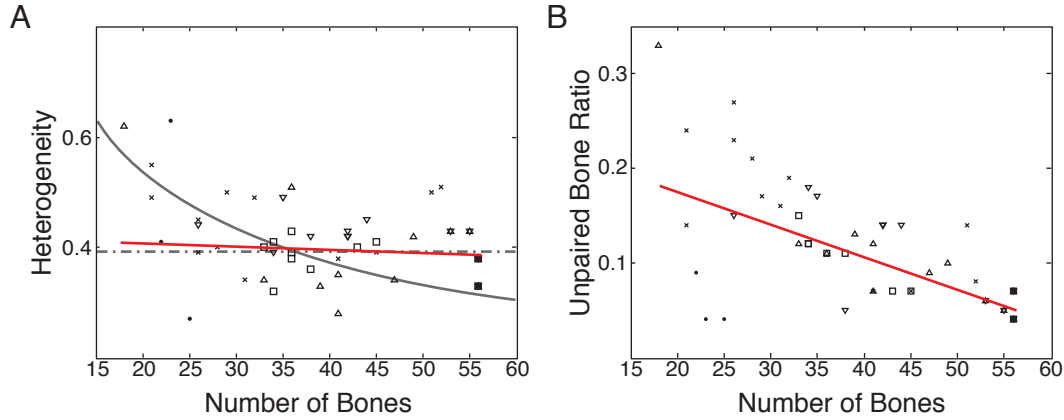 A
Heterogeneity
0.6
0.4
15 20 25 30 35 40 45 50 55 60
Number of Bones
B
Unpaired Bone Ratio
0.3
0.2
0.1
15 20 25 30 35 40 45 50 55 60
Number of Bones